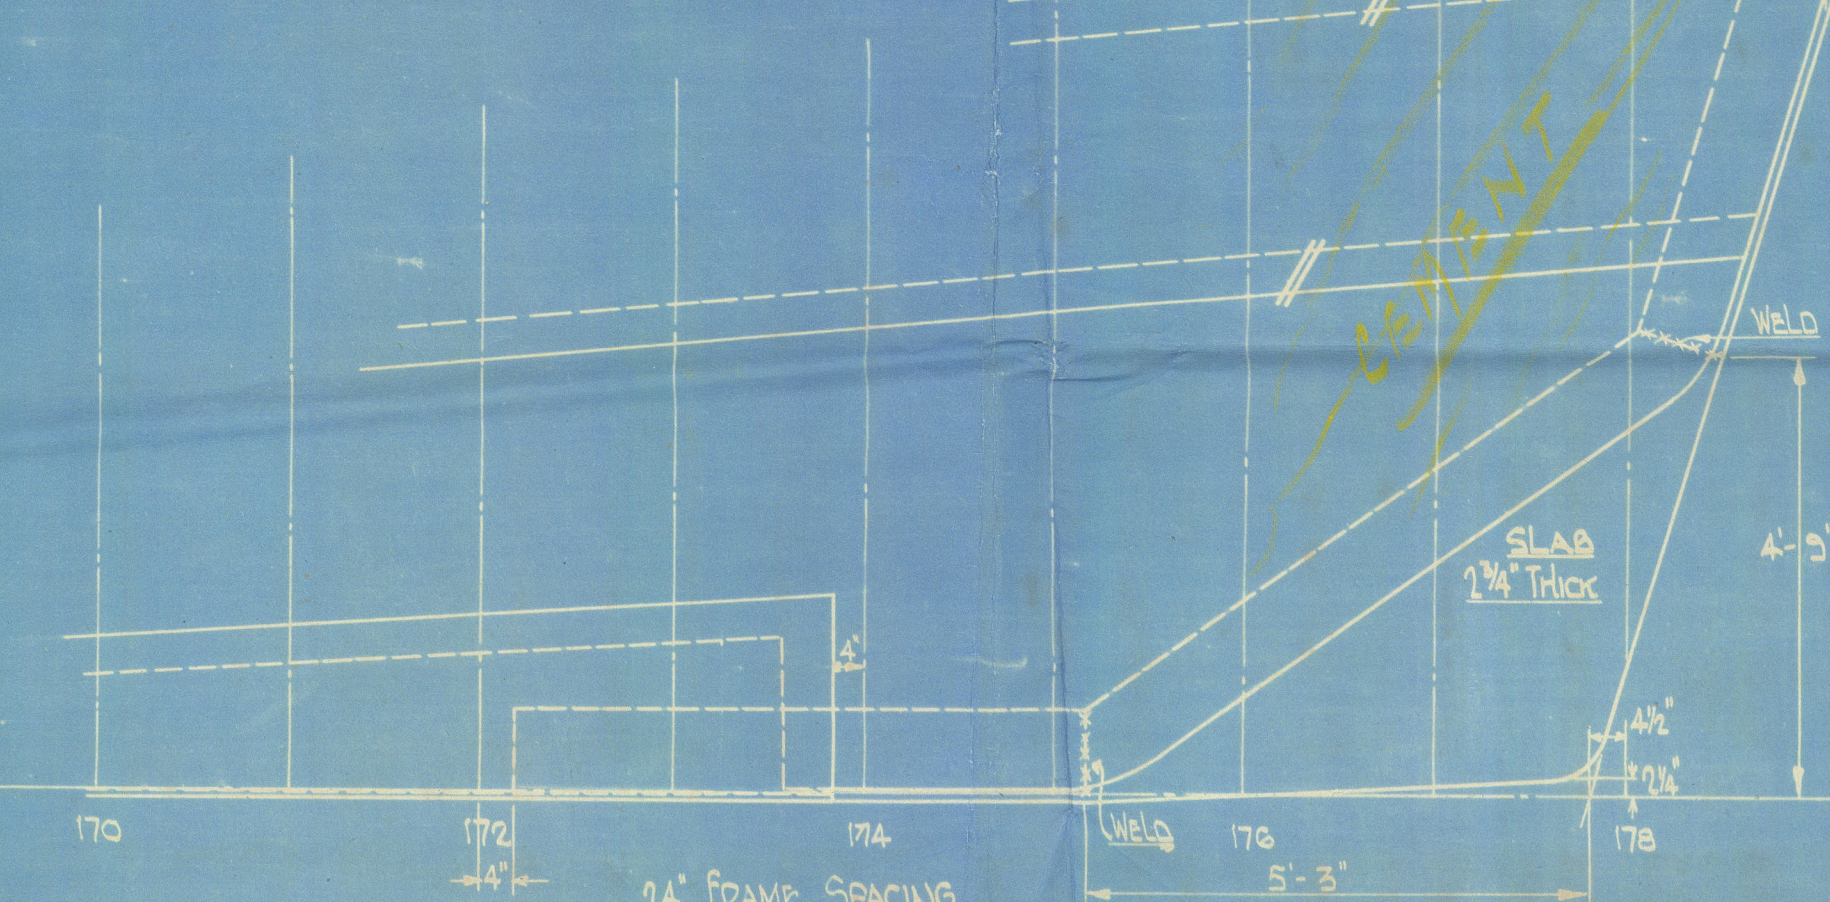 CEMENT
WELD
SLAB
2¾" THICK
4'-9"
4"
4½"
2¼"
170
172
174
WELD
176
178
4"
24" FRAME SPACING
5'-3"